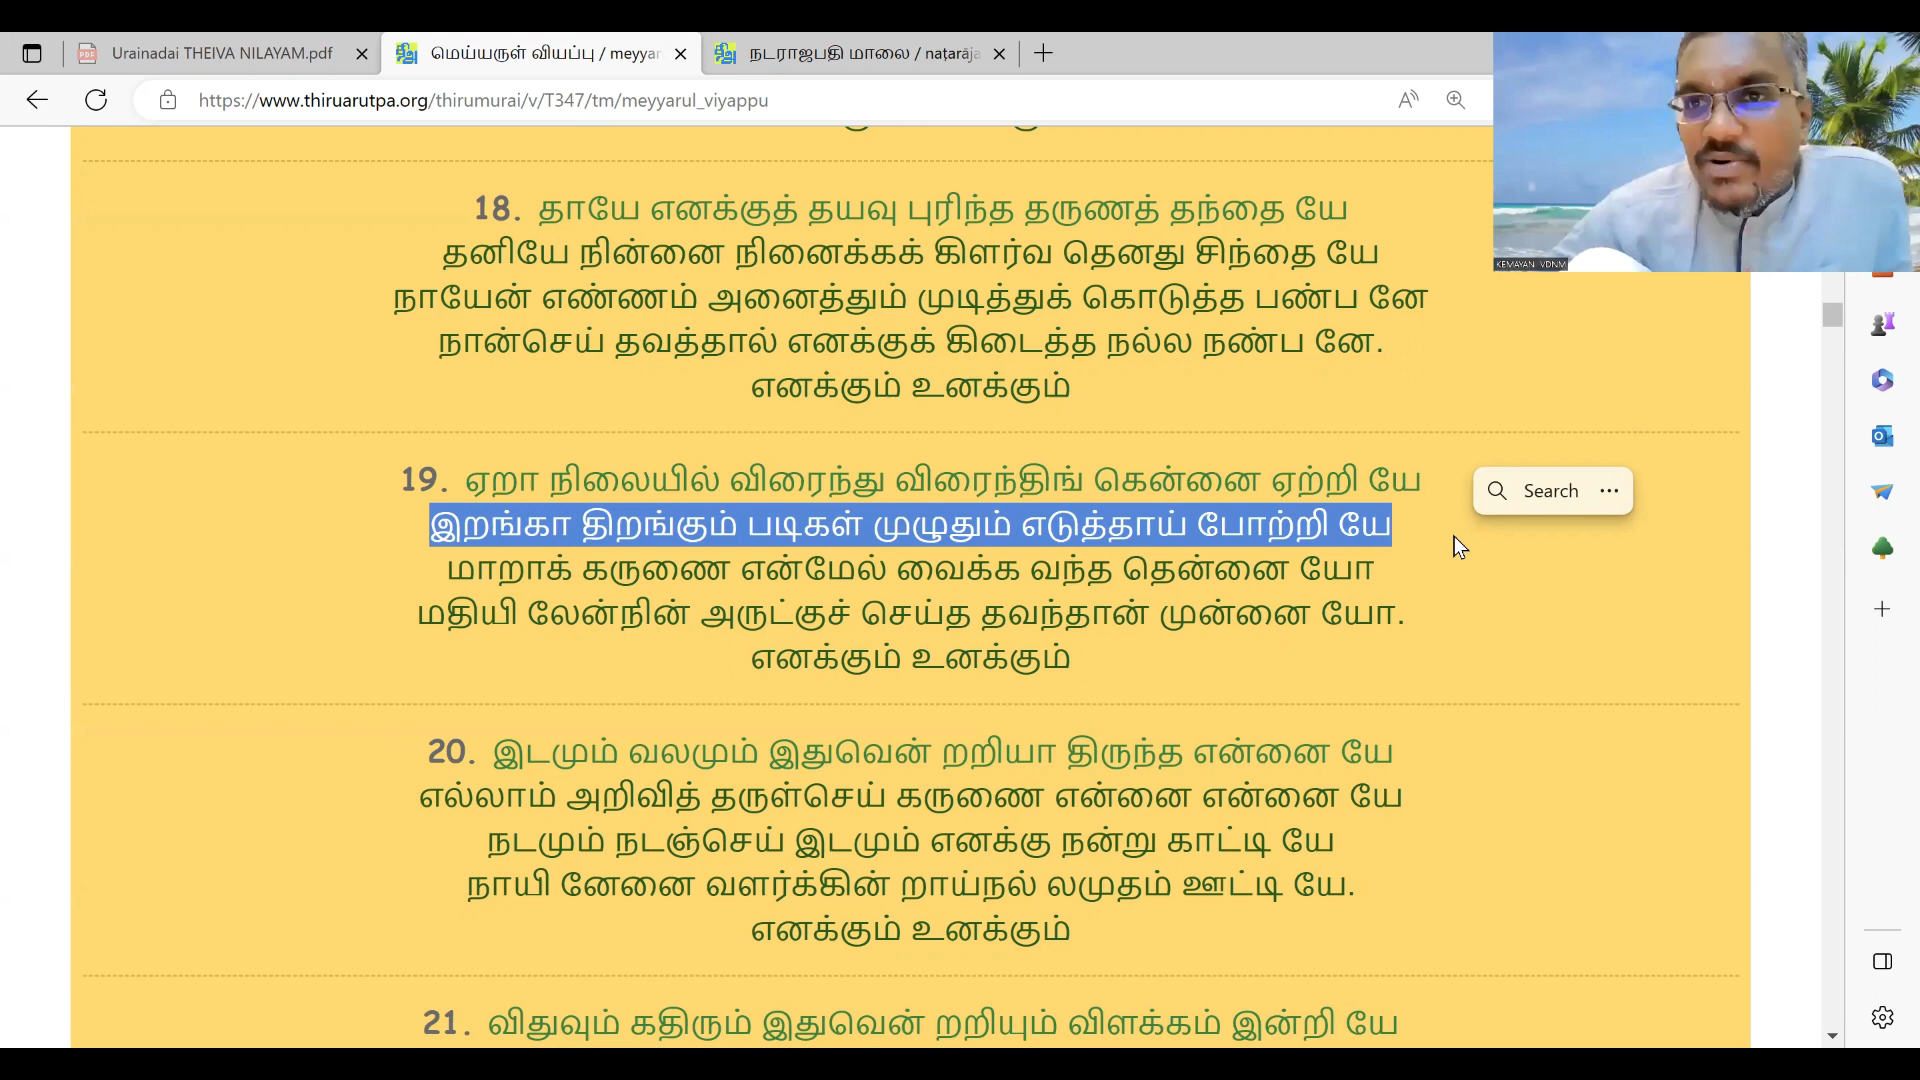 Urainadai THEIVA NILAYAM.pdf
மெய்யருள் வியப்பு / meyyar
நடராஜபதி மாலை / naṭarāja
https://www.thiruarutpa.org/thirumurai/v/T347/tm/meyyarul_viyappu
KEMAYAN VDNM
18. தாயே எனக்குத் தயவு புரிந்த தருணத் தந்தை யே
தனியே நின்னை நினைக்கக் கிளர்வ தெனது சிந்தை யே
நாயேன் எண்ணம் அனைத்தும் முடித்துக் கொடுத்த பண்ப னே
நான்செய் தவத்தால் எனக்குக் கிடைத்த நல்ல நண்ப னே.
எனக்கும் உனக்கும்
19. ஏறா நிலையில் விரைந்து விரைந்திங் கென்னை ஏற்றி யே
இறங்கா திறங்கும் படிகள் முழுதும் எடுத்தாய் போற்றி யே
மாறாக் கருணை என்மேல் வைக்க வந்த தென்னை யோ
மதியி லேன்நின் அருட்குச் செய்த தவந்தான் முன்னை யோ.
எனக்கும் உனக்கும்
Search
20. இடமும் வலமும் இதுவென் றறியா திருந்த என்னை யே
எல்லாம் அறிவித் தருள்செய் கருணை என்னை என்னை யே
நடமும் நடஞ்செய் இடமும் எனக்கு நன்று காட்டி யே
நாயி னேனை வளர்க்கின் றாய்நல் லமுதம் ஊட்டி யே.
எனக்கும் உனக்கும்
21. விதுவும் கதிரும் இதுவென் றறியும் விளக்கம் இன்றி யே